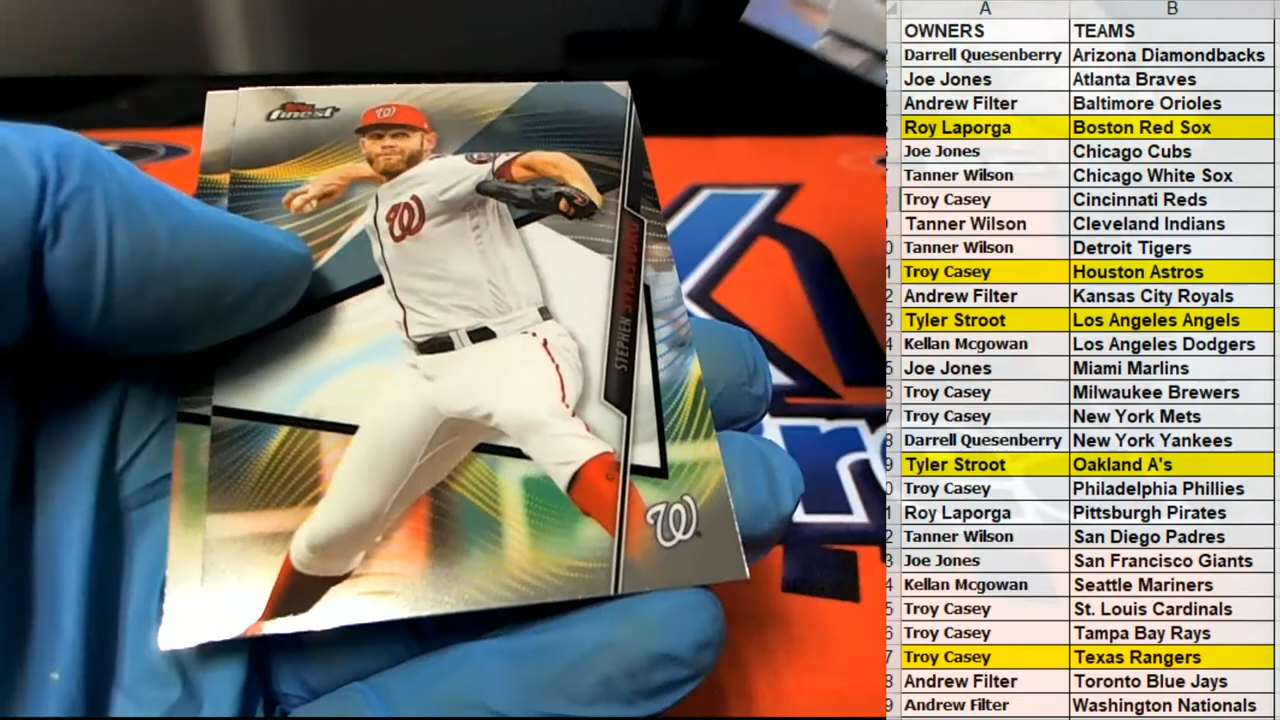 Topps
finest
W
W
STEPHEN STRASBURG
W
A B
OWNERS TEAMS
Darrell Quesenberry Arizona Diamondbacks
Joe Jones Atlanta Braves
Andrew Filter Baltimore Orioles
Roy Laporga Boston Red Sox
Joe Jones Chicago Cubs
Tanner Wilson Chicago White Sox
Troy Casey Cincinnati Reds
Tanner Wilson Cleveland Indians
Tanner Wilson Detroit Tigers
Troy Casey Houston Astros
Andrew Filter Kansas City Royals
Tyler Stroot Los Angeles Angels
Kellan Mcgowan Los Angeles Dodgers
Joe Jones Miami Marlins
Troy Casey Milwaukee Brewers
Troy Casey New York Mets
Darrell Quesenberry New York Yankees
Tyler Stroot Oakland A's
Troy Casey Philadelphia Phillies
Roy Laporga Pittsburgh Pirates
Tanner Wilson San Diego Padres
Joe Jones San Francisco Giants
Kellan Mcgowan Seattle Mariners
Troy Casey St. Louis Cardinals
Troy Casey Tampa Bay Rays
Troy Casey Texas Rangers
Andrew Filter Toronto Blue Jays
Andrew Filter Washington Nationals